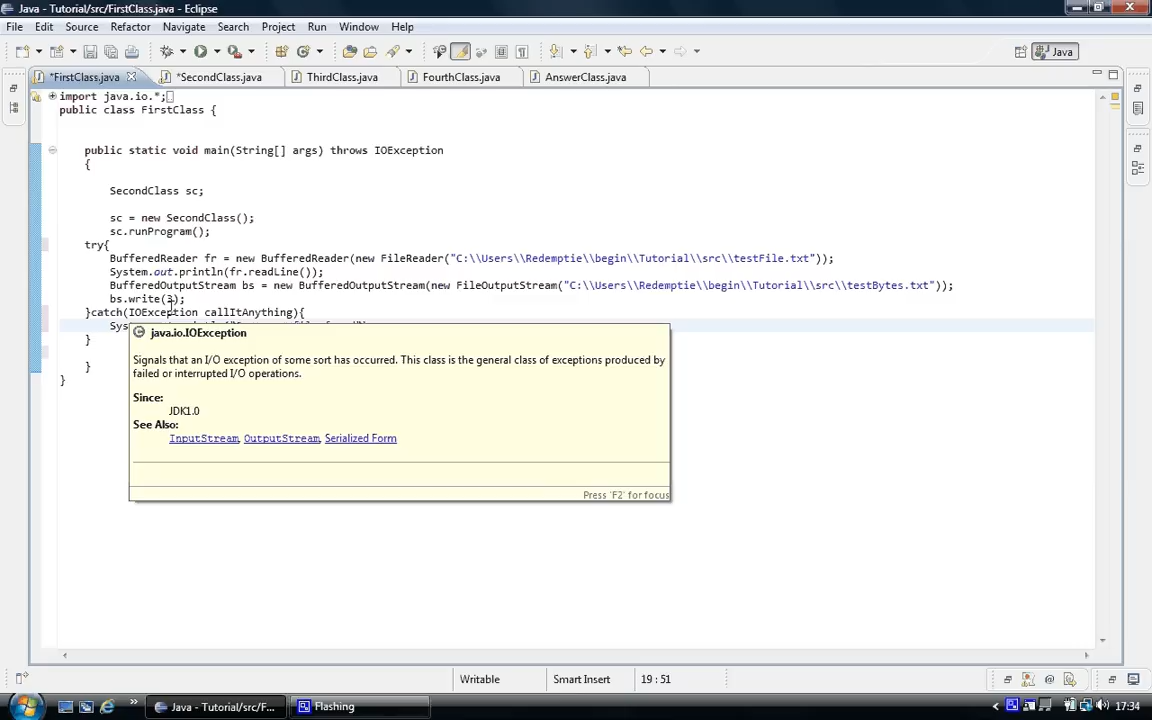 Java - Tutorial/src/FirstClass.java - Eclipse
File Edit Source Refactor Navigate Search Project Run Window Help
Java
*FirstClass.java *SecondClass.java ThirdClass.java FourthClass.java AnswerClass.java
import java.io.*;
public class FirstClass {
public static void main(String[] args) throws IOException
{
SecondClass sc;
sc = new SecondClass();
sc.runProgram();
try{
BufferedReader fr = new BufferedReader(new FileReader("C:\\Users\\Redemptie\\begin\\Tutorial\\src\\testFile.txt"));
System.out.println(fr.readLine());
BufferedOutputStream bs = new BufferedOutputStream(new FileOutputStream("C:\\Users\\Redemptie\\begin\\Tutorial\\src\\testBytes.txt"));
bs.write(3);
}catch(IOException callItAnything){
Sys
java.io.IOException
}
Signals that an I/O exception of some sort has occurred. This class is the general class of exceptions produced by
failed or interrupted I/O operations.
}
}
Since:
JDK1.0
See Also:
InputStream, OutputStream, Serialized Form
Press 'F2' for focus
Writable Smart Insert 19 : 51
Java - Tutorial/src/F... Flashing 17:34